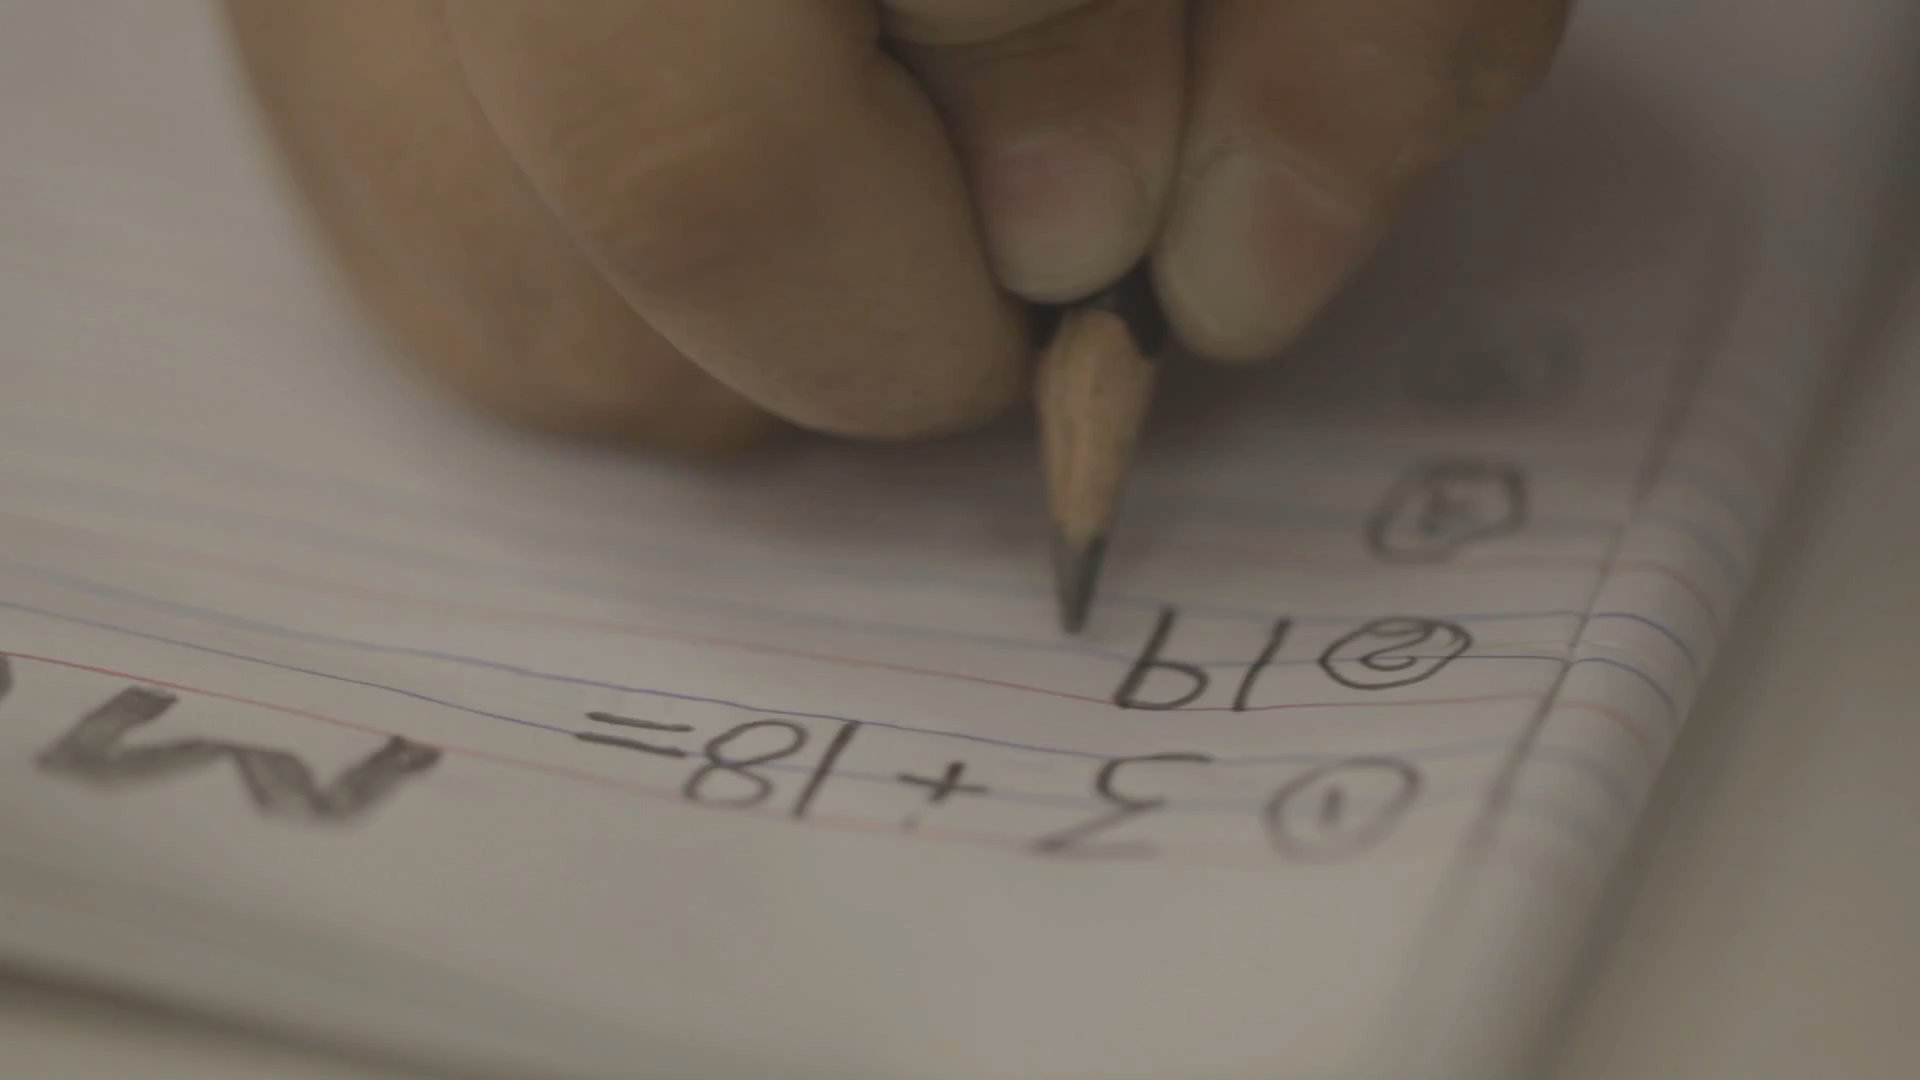 ① 3 + 18 =
② 19